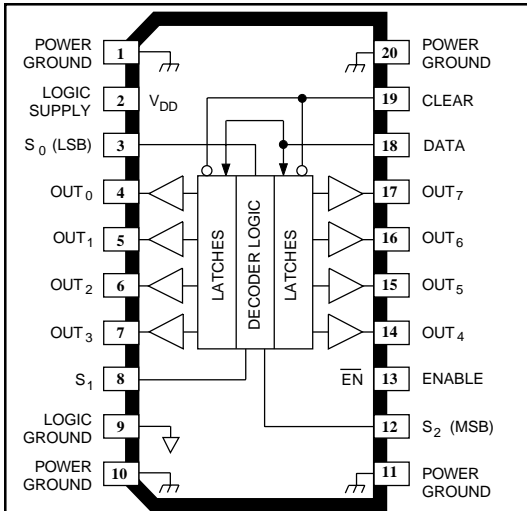 POWER GROUND 1
LOGIC SUPPLY 2 V_DD
S_0 (LSB) 3
OUT_0 4
OUT_1 5
OUT_2 6
OUT_3 7
S_1 8
LOGIC GROUND 9
POWER GROUND 10
LATCHES
DECODER LOGIC
LATCHES
20 POWER GROUND
19 CLEAR
18 DATA
17 OUT_7
16 OUT_6
15 OUT_5
14 OUT_4
E̅N̅ 13 ENABLE
12 S_2 (MSB)
11 POWER GROUND